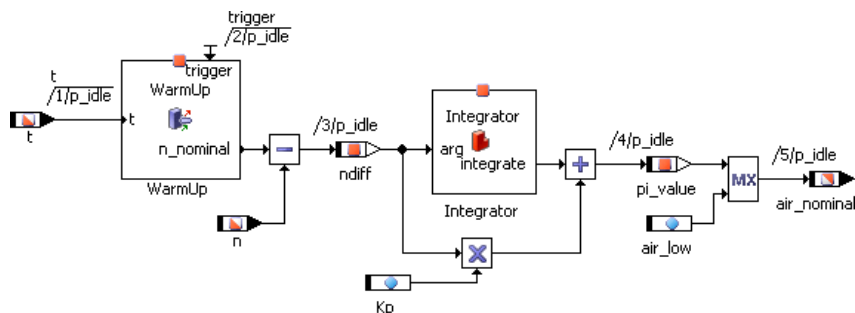 trigger
/2/p_idle
t
/1/p_idle
trigger
WarmUp
t
t
n_nominal
WarmUp
n
/3/p_idle
ndiff
Integrator
arg
integrate
Integrator
Kp
/4/p_idle
pi_value
air_low
MX
/5/p_idle
air_nominal